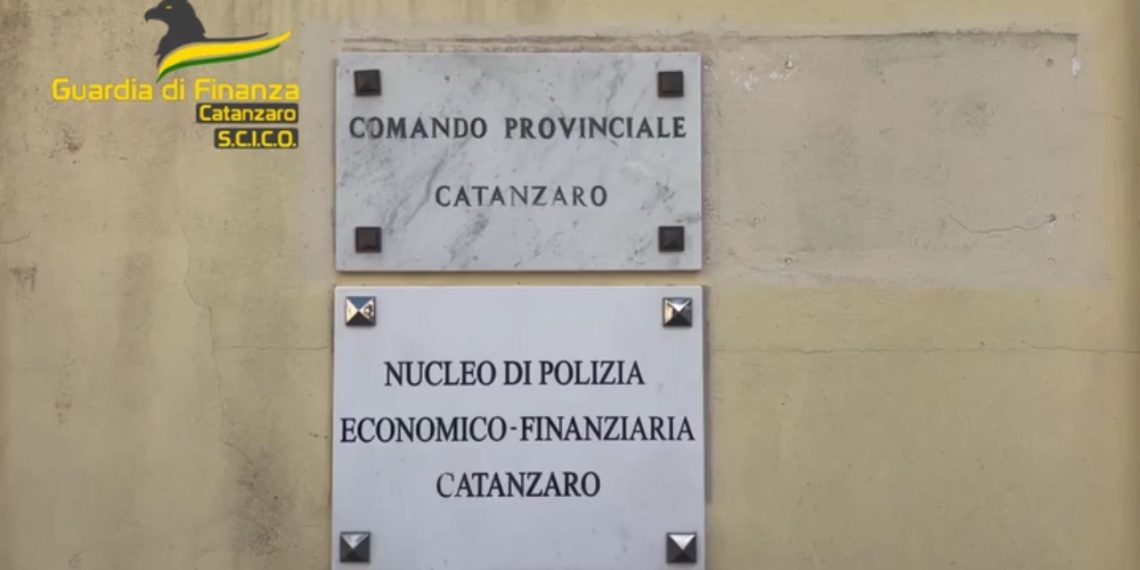 Guardia di Finanza
Catanzaro
S.C.I.C.O.
COMANDO PROVINCIALE
CATANZARO
NUCLEO DI POLIZIA
ECONOMICO-FINANZIARIA
CATANZARO